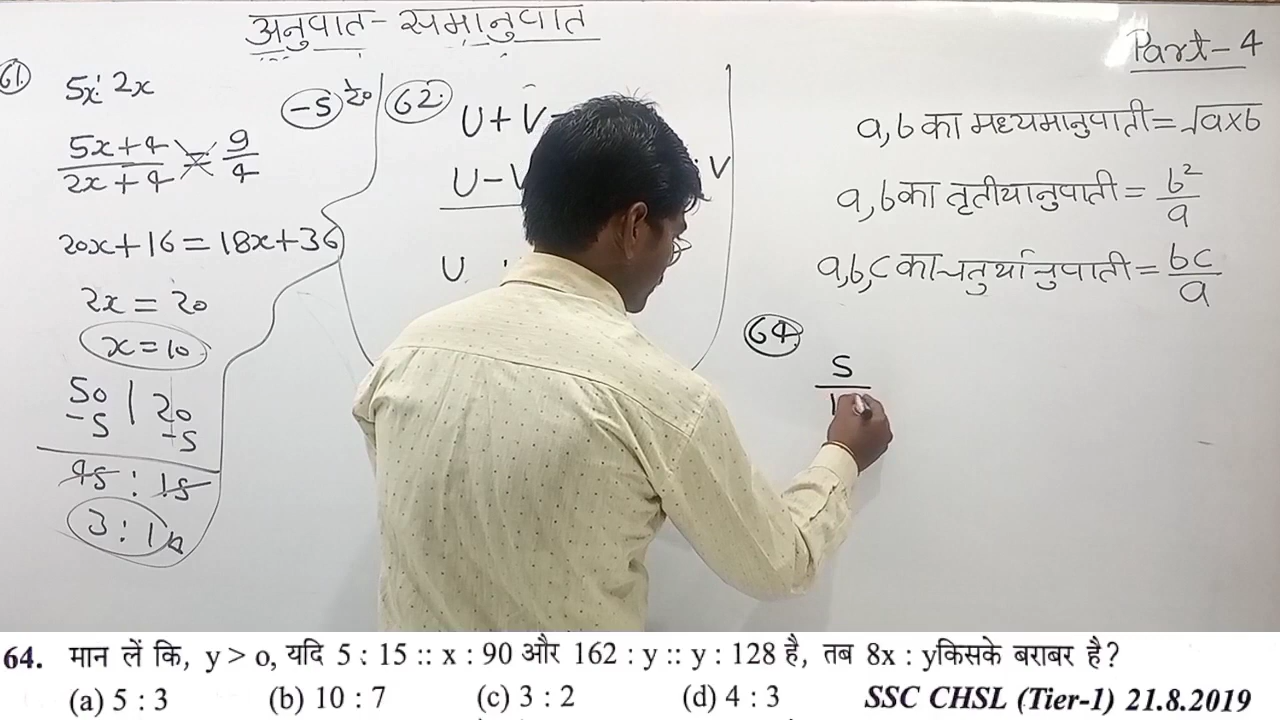 अनुपात - समानुपात
Part-4
61
5x : 2x
5x+4 / 2x+4 = 9/4
20x+16 = 18x+36
2x = 20
x = 10
50 | 20
-5 -5
45 : 15
3 : 1
-5
62.
U+V
U-V
: V
U
a,b का मध्यमानुपाती = √a×b
a,b का तृतीयानुपाती = b²/a
a,b,c का चतुर्थानुपाती = bc/a
64.
5
1
64. मान लें कि, y > o, यदि 5 : 15 :: x : 90 और 162 : y :: y : 128 है, तब 8x : yकिसके बराबर है?
(a) 5 : 3 (b) 10 : 7 (c) 3 : 2 (d) 4 : 3 SSC CHSL (Tier-1) 21.8.2019